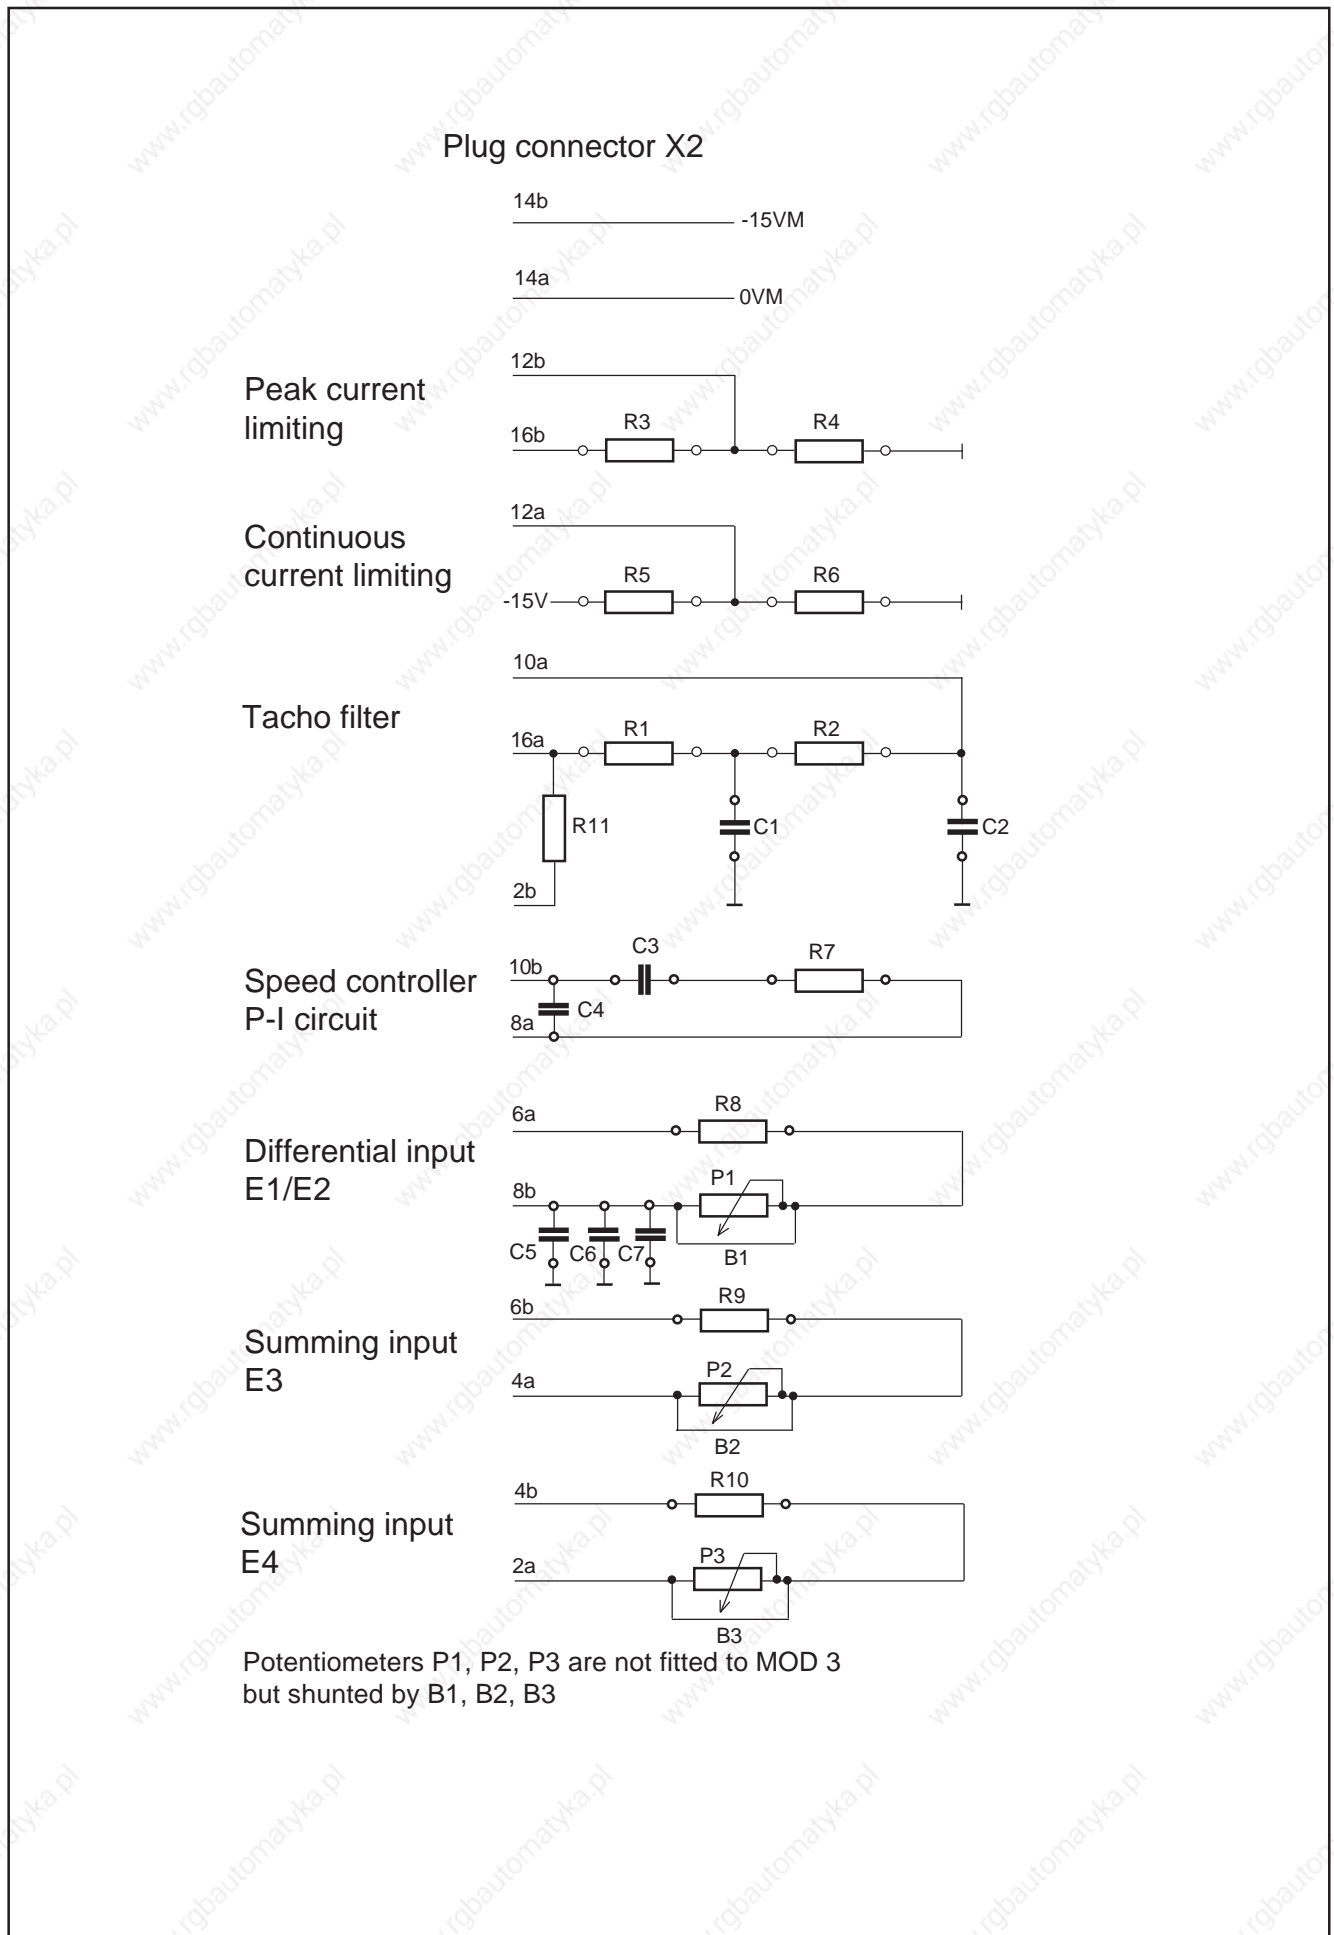 Plug connector X2
14b
-15VM
14a
0VM
12b
Peak current
limiting
R3
R4
16b
12a
Continuous
current limiting
R5
R6
-15V
10a
Tacho filter
R1
R2
16a
R11
C1
C2
2b
C3
R7
10b
Speed controller
P-I circuit
C4
8a
R8
6a
Differential input
E1/E2
P1
8b
C5
C6
C7
B1
R9
6b
Summing input
E3
P2
4a
B2
R10
4b
Summing input
E4
P3
2a
B3
Potentiometers P1, P2, P3 are not fitted to MOD 3
but shunted by B1, B2, B3
www.rgbautomatyka.pl